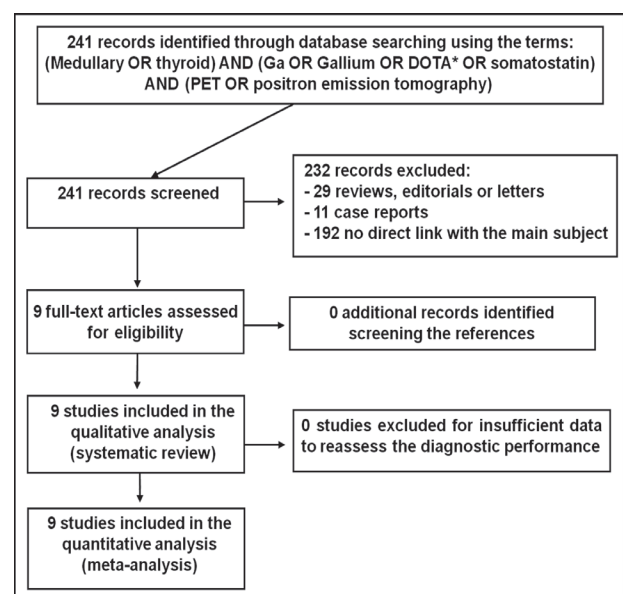 241 records identified through database searching using the terms:
(Medullary OR thyroid) AND (Ga OR Gallium OR DOTA* OR somatostatin)
AND (PET OR positron emission tomography)
241 records screened
232 records excluded:
- 29 reviews, editorials or letters
- 11 case reports
- 192 no direct link with the main subject
9 full-text articles assessed
for eligibility
0 additional records identified
screening the references
9 studies included in the
qualitative analysis
(systematic review)
0 studies excluded for insufficient data
to reassess the diagnostic performance
9 studies included in the
quantitative analysis
(meta-analysis)